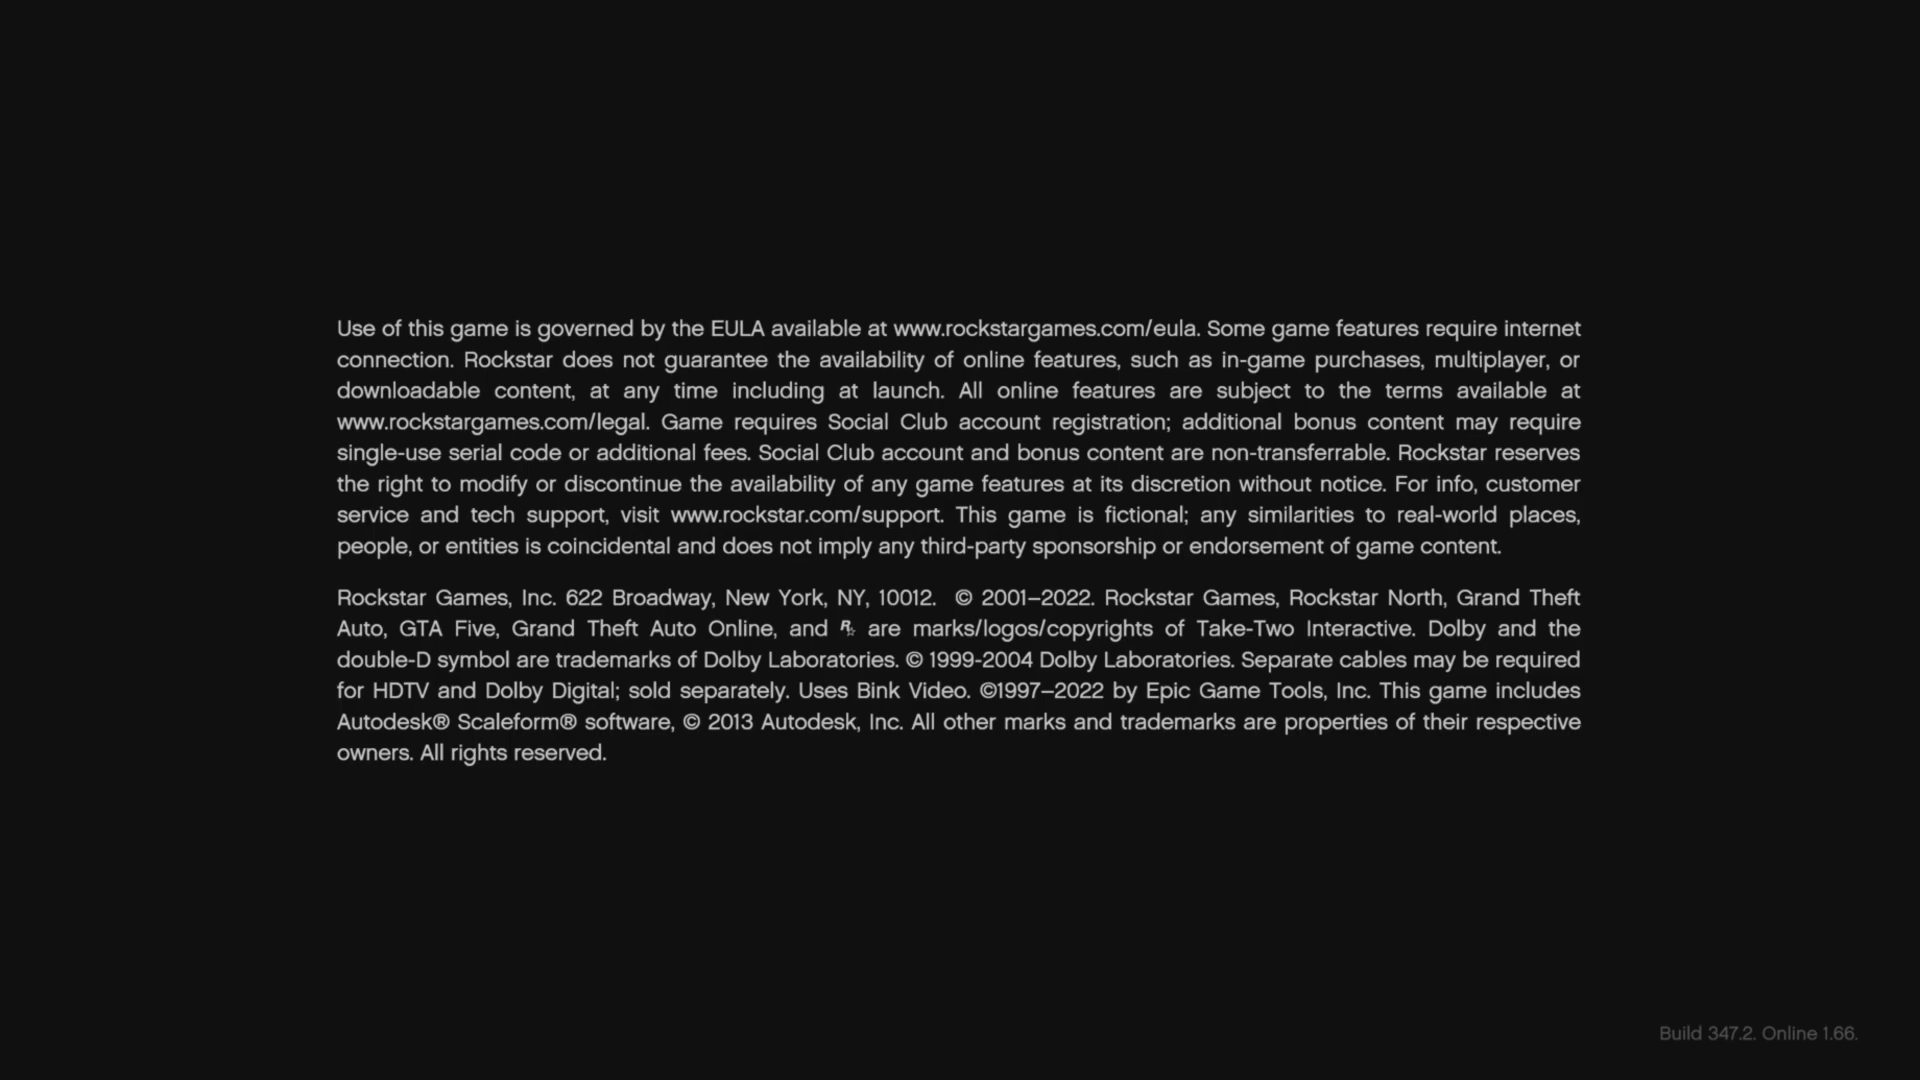 Use of this game is governed by the EULA available at www.rockstargames.com/eula. Some game features require internet
connection. Rockstar does not guarantee the availability of online features, such as in-game purchases, multiplayer, or
downloadable content, at any time including at launch. All online features are subject to the terms available at
www.rockstargames.com/legal. Game requires Social Club account registration; additional bonus content may require
single-use serial code or additional fees. Social Club account and bonus content are non-transferrable. Rockstar reserves
the right to modify or discontinue the availability of any game features at its discretion without notice. For info, customer
service and tech support, visit www.rockstar.com/support. This game is fictional; any similarities to real-world places,
people, or entities is coincidental and does not imply any third-party sponsorship or endorsement of game content.
Rockstar Games, Inc. 622 Broadway, New York, NY, 10012. © 2001–2022. Rockstar Games, Rockstar North, Grand Theft
Auto, GTA Five, Grand Theft Auto Online, and R☆ are marks/logos/copyrights of Take-Two Interactive. Dolby and the
double-D symbol are trademarks of Dolby Laboratories. © 1999-2004 Dolby Laboratories. Separate cables may be required
for HDTV and Dolby Digital; sold separately. Uses Bink Video. ©1997–2022 by Epic Game Tools, Inc. This game includes
Autodesk® Scaleform® software, © 2013 Autodesk, Inc. All other marks and trademarks are properties of their respective
owners. All rights reserved.
Build 347.2. Online 1.66.